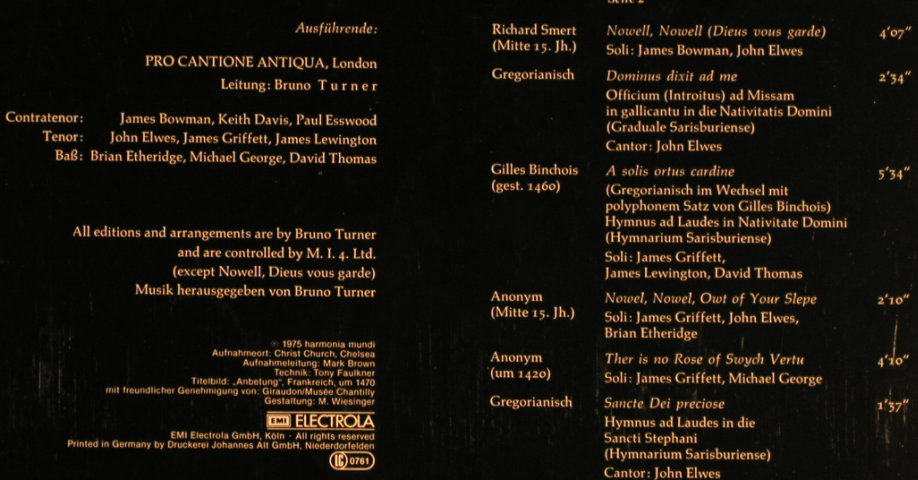 Ausführende:
PRO CANTIONE ANTIQUA, London
Leitung: Bruno Turner
Contratenor: James Bowman, Keith Davis, Paul Esswood
Tenor: John Elwes, James Griffett, James Lewington
Baß: Brian Etheridge, Michael George, David Thomas
All editions and arrangements are by Bruno Turner
and are controlled by M. I. 4. Ltd.
(except Nowell, Dieus vous garde)
Musik herausgegeben von Bruno Turner
℗ 1975 harmonia mundi
Aufnahmeort: Christ Church, Chelsea
Aufnahmeleitung: Mark Brown
Technik: Tony Faulkner
Titelbild: „Anbetung“, Frankreich, um 1470
mit freundlicher Genehmigung von: Giraudon/Musée Chantilly
Gestaltung: M. Wiesinger
EMI ELECTROLA
EMI Electrola GmbH, Köln · All rights reserved
Printed in Germany by Druckerei Johannes Alt GmbH, Niederdorfelden
LC 0761
Seite 2
Richard Smert Nowell, Nowell (Dieus vous garde) 4'07"
(Mitte 15. Jh.) Soli: James Bowman, John Elwes
Gregorianisch Dominus dixit ad me 2'34"
Officium (Introitus) ad Missam
in gallicantu in die Nativitatis Domini
(Graduale Sarisburiense)
Cantor: John Elwes
Gilles Binchois A solis ortus cardine 5'34"
(gest. 1460) (Gregorianisch im Wechsel mit
polyphonem Satz von Gilles Binchois)
Hymnus ad Laudes in Nativitate Domini
(Hymnarium Sarisburiense)
Soli: James Griffett,
James Lewington, David Thomas
Anonym Nowel, Nowel, Owt of Your Slepe 2'10"
(Mitte 15. Jh.) Soli: James Griffett, John Elwes,
Brian Etheridge
Anonym Ther is no Rose of Swych Vertu 4'10"
(um 1420) Soli: James Griffett, Michael George
Gregorianisch Sancte Dei preciose 1'37"
Hymnus ad Laudes in die
Sancti Stephani
(Hymnarium Sarisburiense)
Cantor: John Elwes